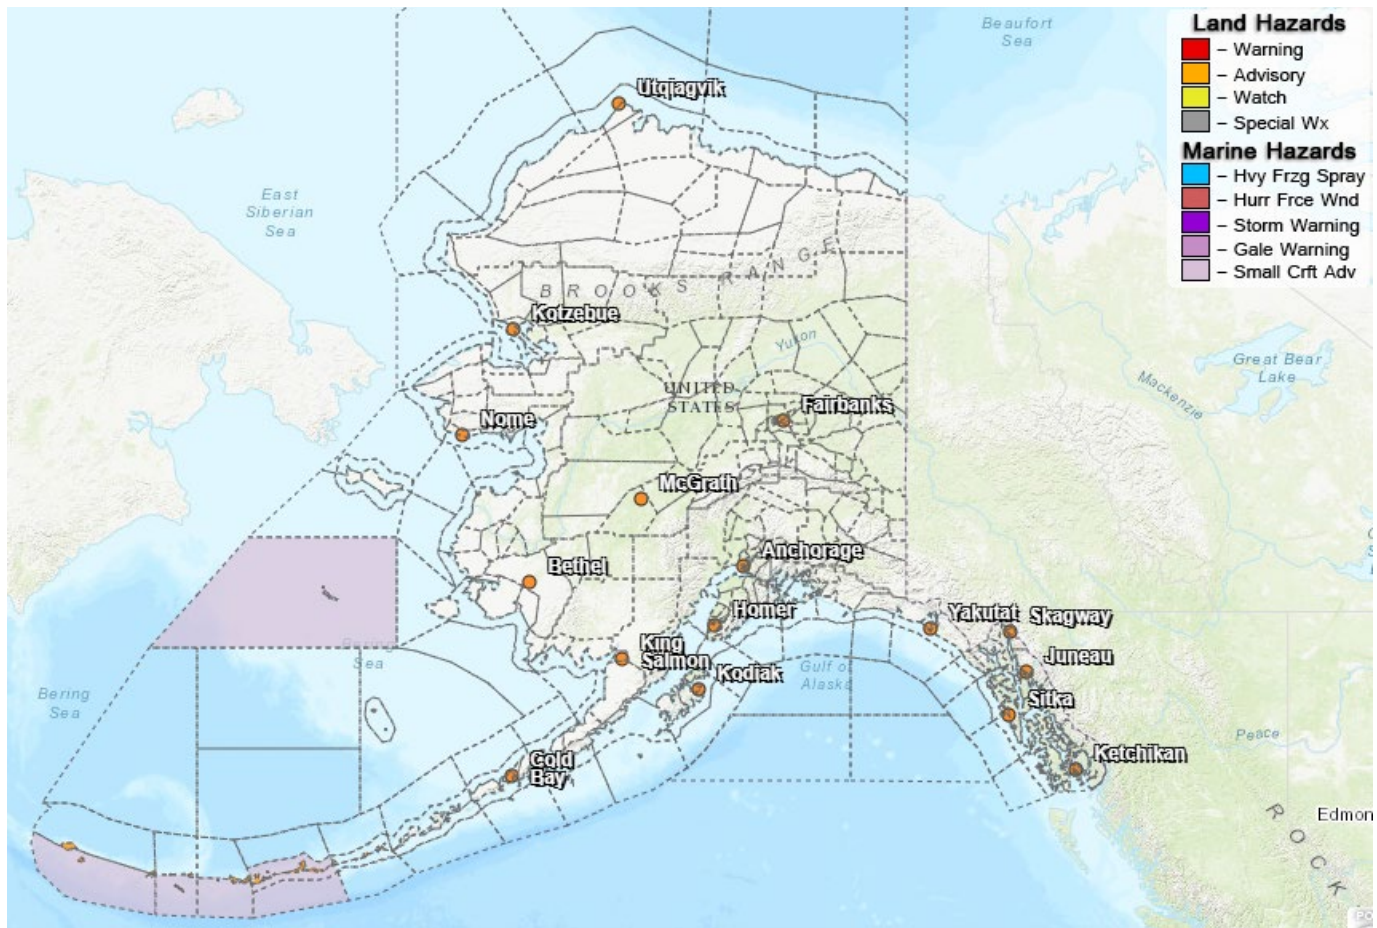 Beaufort
Sea
Land Hazards
– Warning
– Advisory
– Watch
– Special Wx
Marine Hazards
– Hvy Frzg Spray
– Hurr Frce Wnd
– Storm Warning
– Gale Warning
– Small Crft Adv
Utqiagvik
East
Siberian
Sea
BROOKS RANGE
Kotzebue
Yukon
Great Bear
Lake
Mackenzie
UNITED
STATES
Nome
Fairbanks
McGrath
Anchorage
Bethel
Homer
Yakutat
Skagway
King
Salmon
Bering
Sea
Juneau
Kodiak
Gulf of
Alaska
Bering
Sea
Sitka
Peace
Ketchikan
Cold
Bay
Edmon
ROCK